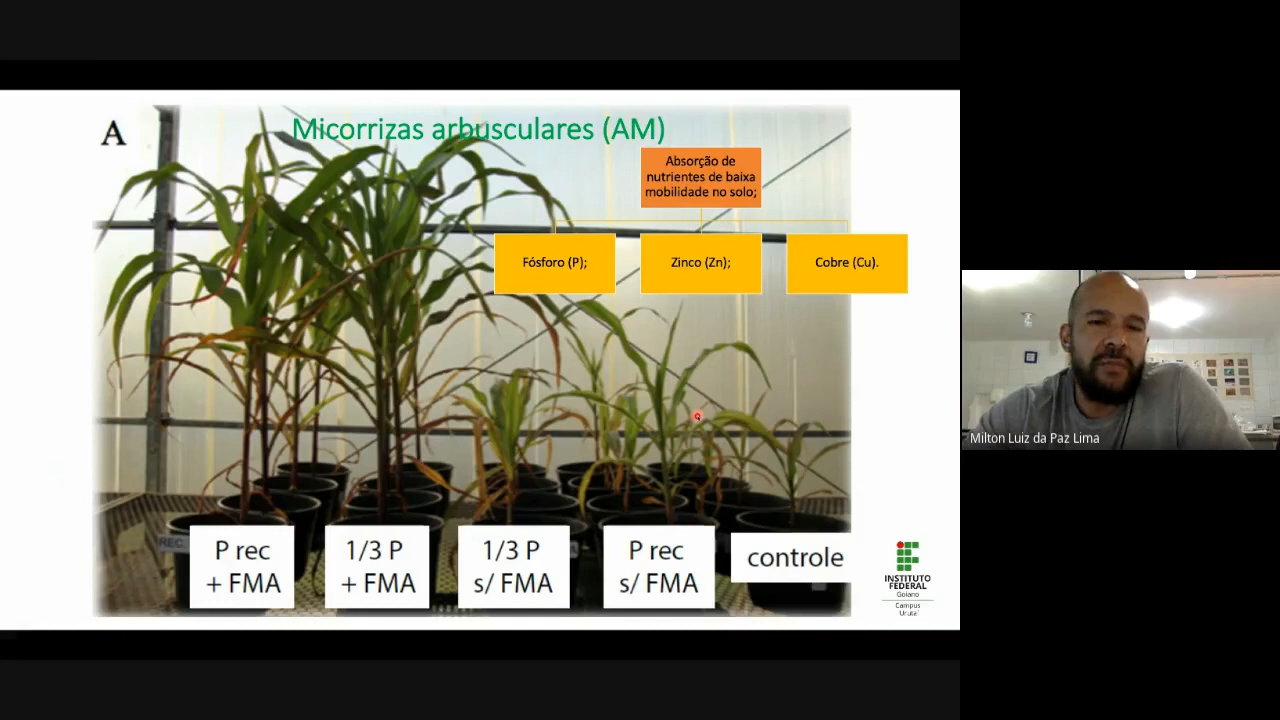 A
Micorrizas arbusculares (AM)
Absorção de
nutrientes de baixa
mobilidade no solo;
Fósforo (P);
Zinco (Zn);
Cobre (Cu).
REC.
P rec
+ FMA
1/3 P
+ FMA
1/3 P
s/ FMA
P rec
s/ FMA
controle
INSTITUTO
FEDERAL
Goiano
Campus
Urutaí
Milton Luiz da Paz Lima